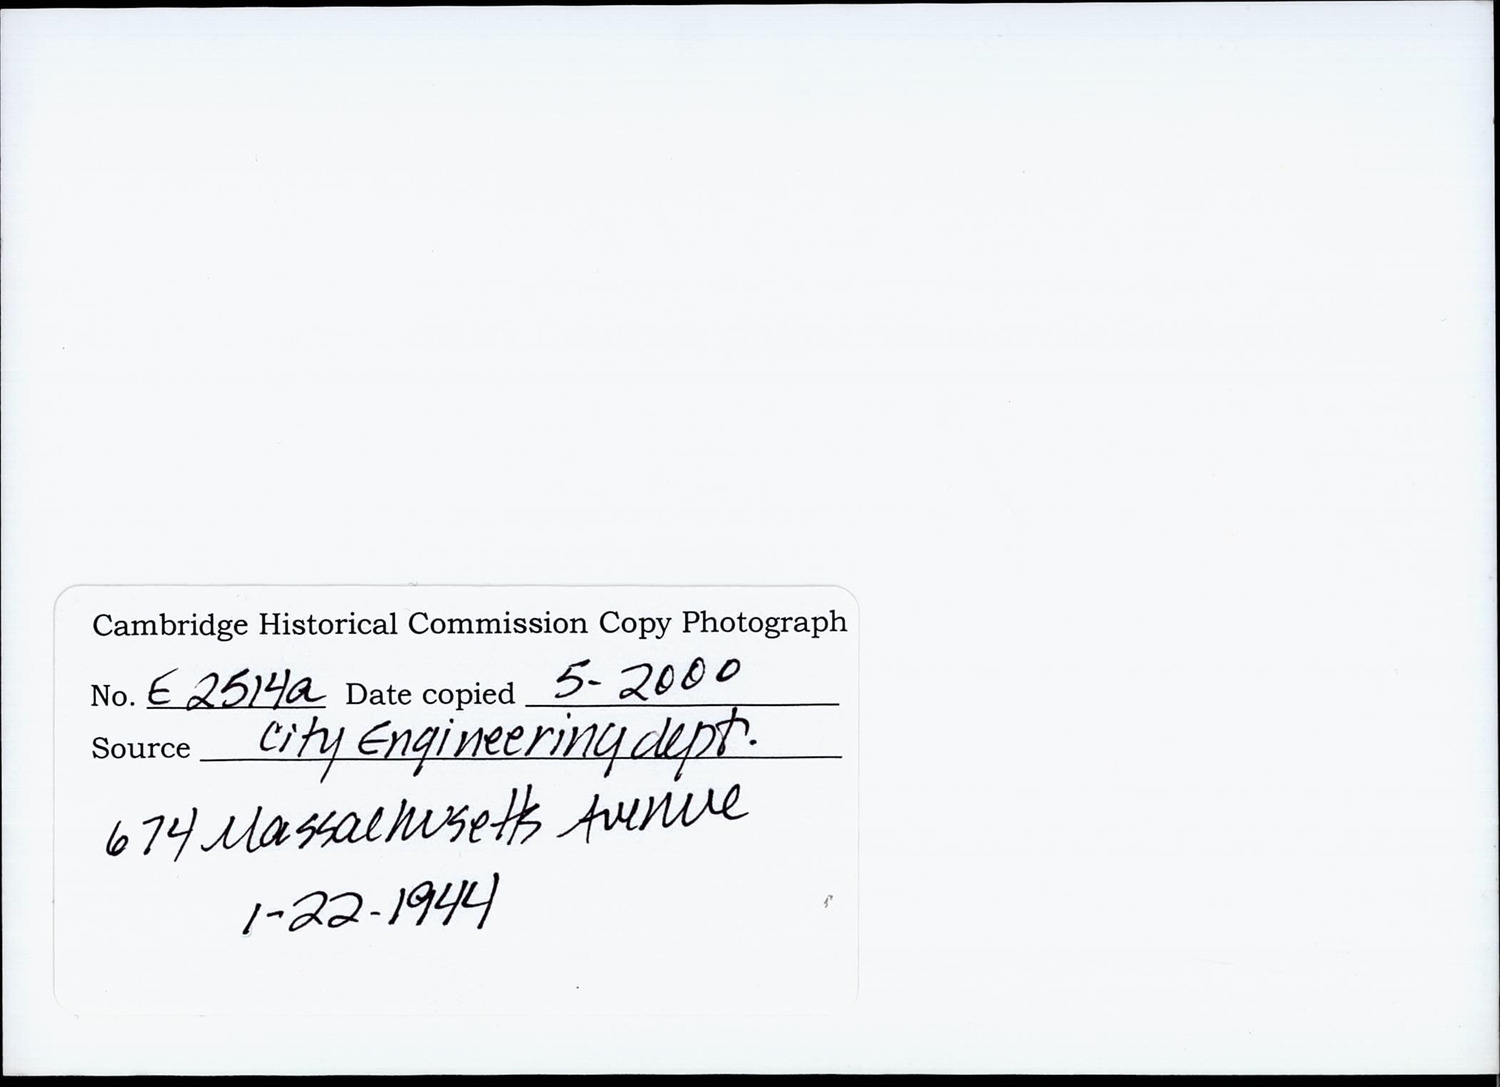 Cambridge Historical Commission Copy Photograph
No. E 2514a Date copied 5-2000
Source City Engineering dept.
674 Massachusetts Avenue
1-22-1944